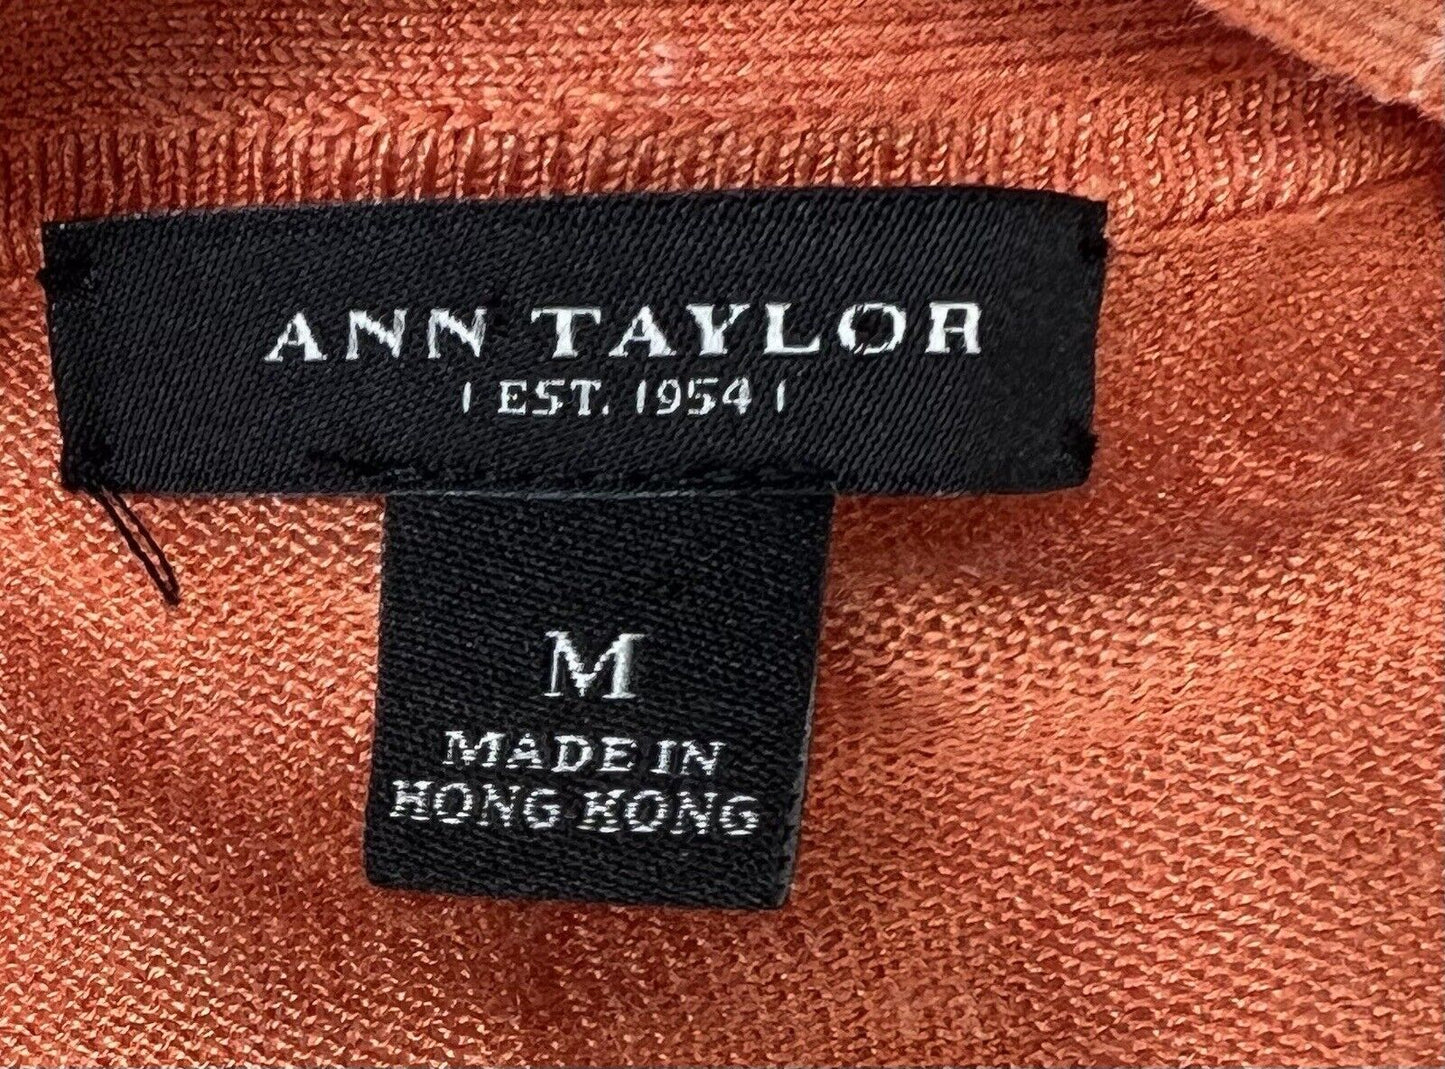 ANN TAYLOR
| EST. 1954 |
M
MADE IN
HONG KONG